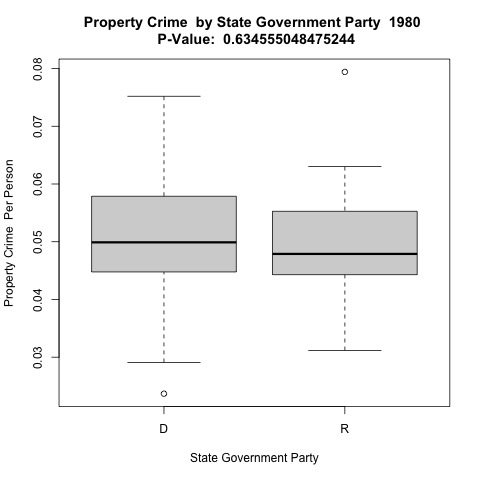 Property Crime  by State Government Party  1980
P-Value:  0.634555048475244
Property Crime  Per Person
0.08
0.07
0.06
0.05
0.04
0.03
D
R
State Government Party